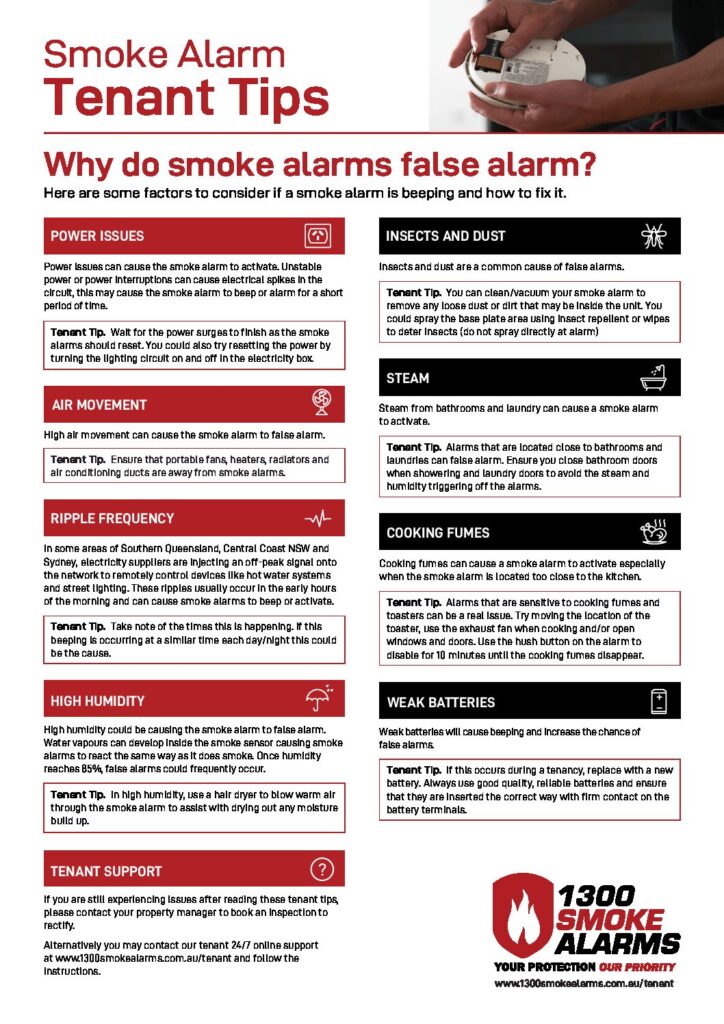 Smoke Alarm
Tenant Tips
Why do smoke alarms false alarm?
Here are some factors to consider if a smoke alarm is beeping and how to fix it.
POWER ISSUES
Power issues can cause the smoke alarm to activate. Unstable
power or power interruptions can cause electrical spikes in the
circuit, this may cause the smoke alarm to beep or alarm for a short
period of time.
Tenant Tip. Wait for the power surges to finish as the smoke
alarms should reset. You could also try resetting the power by
turning the lighting circuit on and off in the electricity box.
AIR MOVEMENT
High air movement can cause the smoke alarm to false alarm.
Tenant Tip. Ensure that portable fans, heaters, radiators and
air conditioning ducts are away from smoke alarms.
RIPPLE FREQUENCY
In some areas of Southern Queensland, Central Coast NSW and
Sydney, electricity suppliers are injecting an off-peak signal onto
the network to remotely control devices like hot water systems
and street lighting. These ripples usually occur in the early hours
of the morning and can cause smoke alarms to beep or activate.
Tenant Tip. Take note of the times this is happening. If this
beeping is occurring at a similar time each day/night this could
be the cause.
HIGH HUMIDITY
High humidity could be causing the smoke alarm to false alarm.
Water vapours can develop inside the smoke sensor causing smoke
alarms to react the same way as it does smoke. Once humidity
reaches 85%, false alarms could frequently occur.
Tenant Tip. In high humidity, use a hair dryer to blow warm air
through the smoke alarm to assist with drying out any moisture
build up.
TENANT SUPPORT
If you are still experiencing issues after reading these tenant tips,
please contact your property manager to book an inspection to
rectify.
Alternatively you may contact our tenant 24/7 online support
at www.1300smokealarms.com.au/tenant and follow the
instructions.
INSECTS AND DUST
Insects and dust are a common cause of false alarms.
Tenant Tip. You can clean/vacuum your smoke alarm to
remove any loose dust or dirt that may be inside the unit. You
could spray the base plate area using insect repellent or wipes
to deter insects (do not spray directly at alarm)
STEAM
Steam from bathrooms and laundry can cause a smoke alarm
to activate.
Tenant Tip. Alarms that are located close to bathrooms and
laundries can false alarm. Ensure you close bathroom doors
when showering and laundry doors to avoid the steam and
humidity triggering off the alarms.
COOKING FUMES
Cooking fumes can cause a smoke alarm to activate especially
when the smoke alarm is located too close to the kitchen.
Tenant Tip. Alarms that are sensitive to cooking fumes and
toasters can be a real issue. Try moving the location of the
toaster, use the exhaust fan when cooking and/or open
windows and doors. Use the hush button on the alarm to
disable for 10 minutes until the cooking fumes disappear.
WEAK BATTERIES
Weak batteries will cause beeping and increase the chance of
false alarms.
Tenant Tip. If this occurs during a tenancy, replace with a new
battery. Always use good quality, reliable batteries and ensure
that they are inserted the correct way with firm contact on the
battery terminals.
1300
SMOKE
ALARMS
YOUR PROTECTION OUR PRIORITY
www.1300smokealarms.com.au/tenant